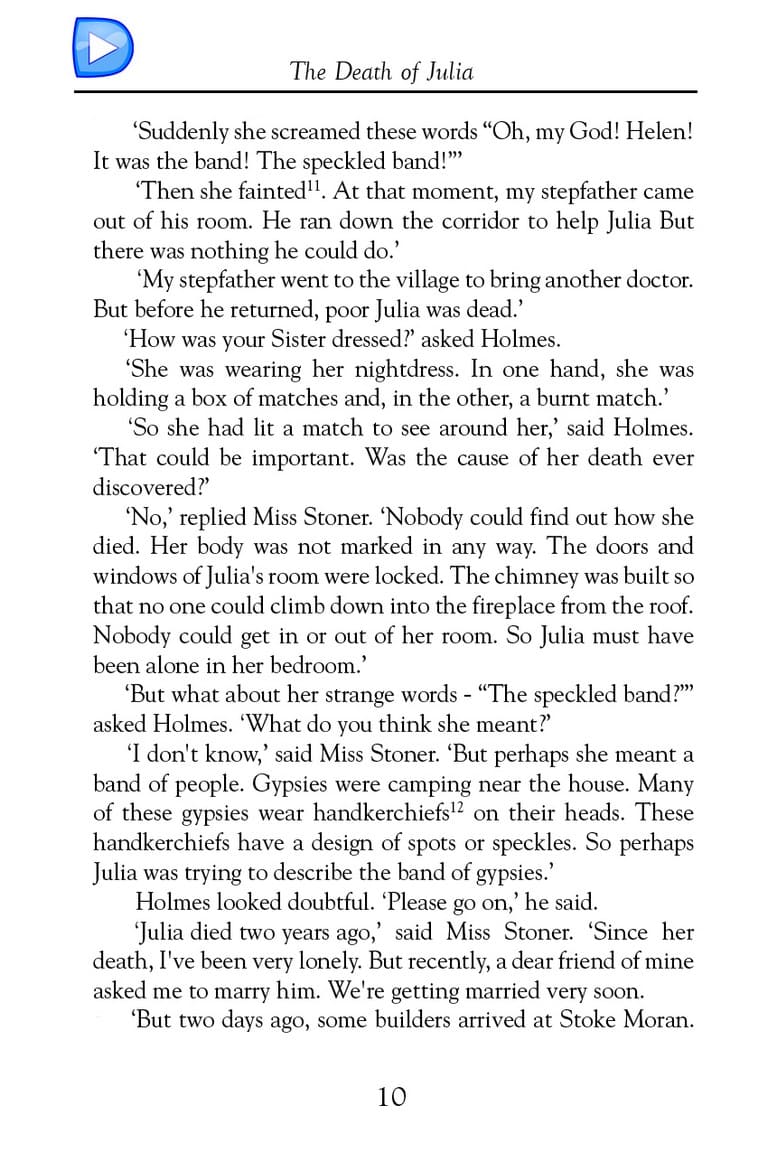 The Death of Julia
‘Suddenly she screamed these words “Oh, my God! Helen!
It was the band! The speckled band!”’
‘Then she fainted¹¹. At that moment, my stepfather came
out of his room. He ran down the corridor to help Julia But
there was nothing he could do.’
‘My stepfather went to the village to bring another doctor.
But before he returned, poor Julia was dead.’
‘How was your Sister dressed?’ asked Holmes.
‘She was wearing her nightdress. In one hand, she was
holding a box of matches and, in the other, a burnt match.’
‘So she had lit a match to see around her,’ said Holmes.
‘That could be important. Was the cause of her death ever
discovered?’
‘No,’ replied Miss Stoner. ‘Nobody could find out how she
died. Her body was not marked in any way. The doors and
windows of Julia's room were locked. The chimney was built so
that no one could climb down into the fireplace from the roof.
Nobody could get in or out of her room. So Julia must have
been alone in her bedroom.’
‘But what about her strange words - “The speckled band?”’
asked Holmes. ‘What do you think she meant?’
‘I don't know,’ said Miss Stoner. ‘But perhaps she meant a
band of people. Gypsies were camping near the house. Many
of these gypsies wear handkerchiefs¹² on their heads. These
handkerchiefs have a design of spots or speckles. So perhaps
Julia was trying to describe the band of gypsies.’
Holmes looked doubtful. ‘Please go on,’ he said.
‘Julia died two years ago,’ said Miss Stoner. ‘Since her
death, I've been very lonely. But recently, a dear friend of mine
asked me to marry him. We're getting married very soon.
‘But two days ago, some builders arrived at Stoke Moran.
10